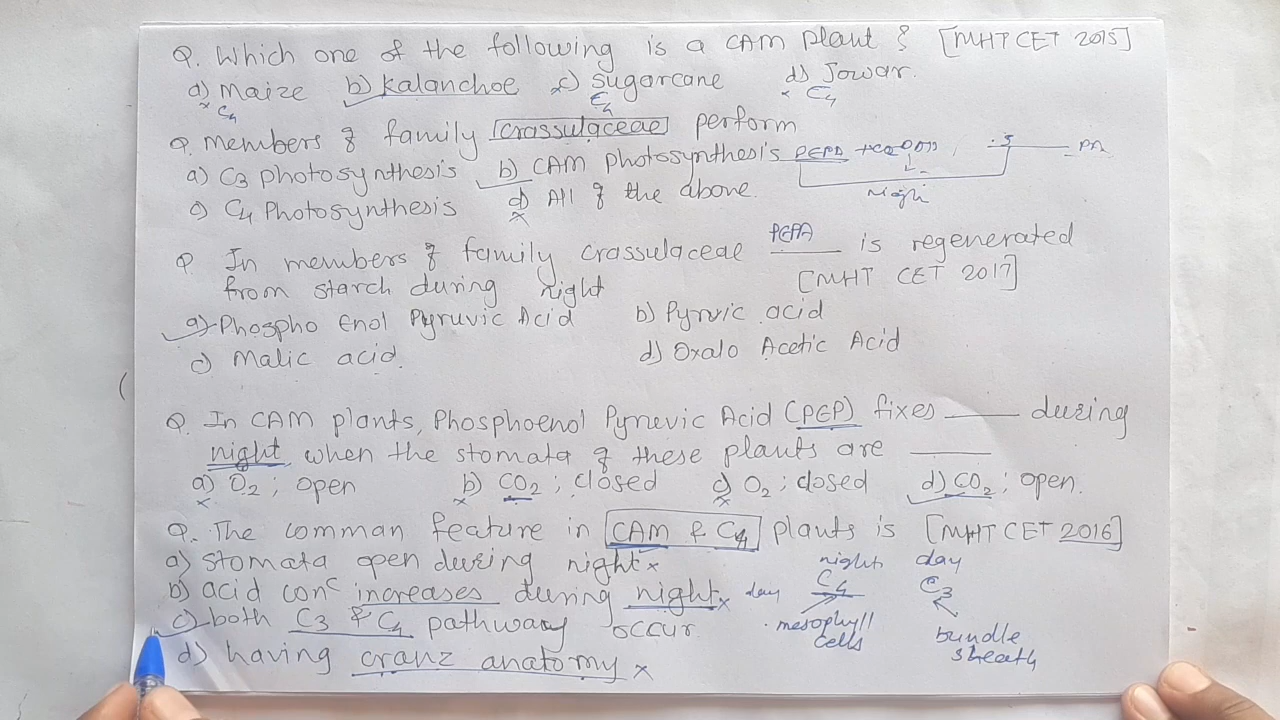 Q. Which one of the following is a CAM plant? [MHT CET 2015]
a) Maize b) Kalanchoe c) Sugarcane d) Jowar.
C4 C4 C4
Q. Members of family Crassulaceae perform
a) C3 photosynthesis b) CAM photosynthesis PEPA
c) C4 Photosynthesis d) All of the above. night
PEPA
Q. In members of family Crassulaceae ___ is regenerated
from starch during night [MHT CET 2017]
a) Phospho Enol Pyruvic Acid b) Pyruvic acid
c) Malic acid. d) Oxalo Acetic Acid
Q. In CAM plants, Phosphoenol Pyruvic Acid (PEP) fixes ___ during
night, when the stomata of these plants are ___
a) O2; open b) CO2; closed c) O2; closed d) CO2; open.
Q. The comman feature in CAM & C4 plants is [MHT CET 2016]
a) stomata open during night x night day
b) acid conc increases during night x day C4 C3
c) both C3 & C4 pathway occur mesophyll cells bundle sheath
d) having cranz anatomy x